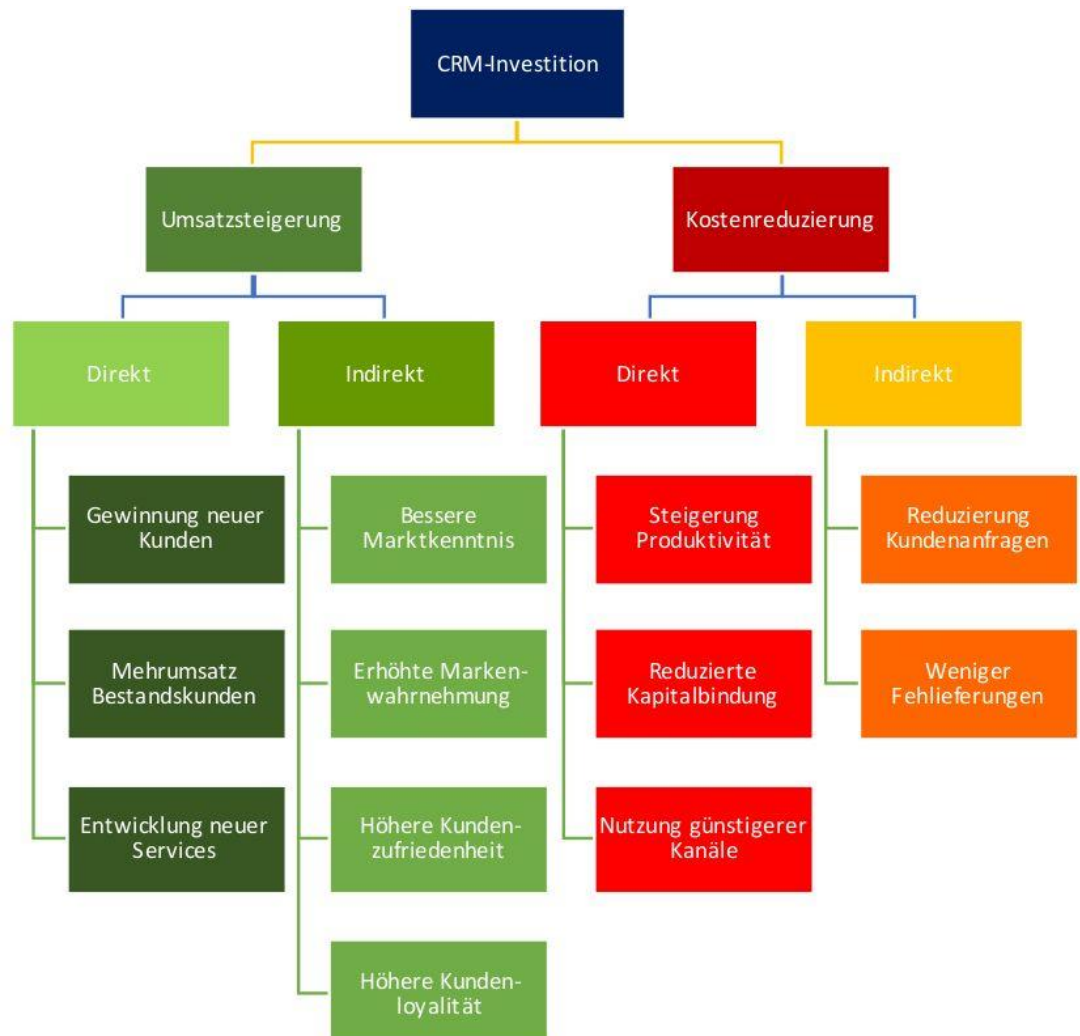 CRM-Investition
Umsatzsteigerung
Kostenreduzierung
Direkt
Indirekt
Direkt
Indirekt
Gewinnung neuer
Kunden
Bessere
Marktkenntnis
Steigerung
Produktivität
Reduzierung
Kundenanfragen
Mehrumsatz
Bestandskunden
Erhöhte Marken-
wahrnehmung
Reduzierte
Kapitalbindung
Weniger
Fehllieferungen
Entwicklung neuer
Services
Höhere Kunden-
zufriedenheit
Nutzung günstigerer
Kanäle
Höhere Kunden-
loyalität